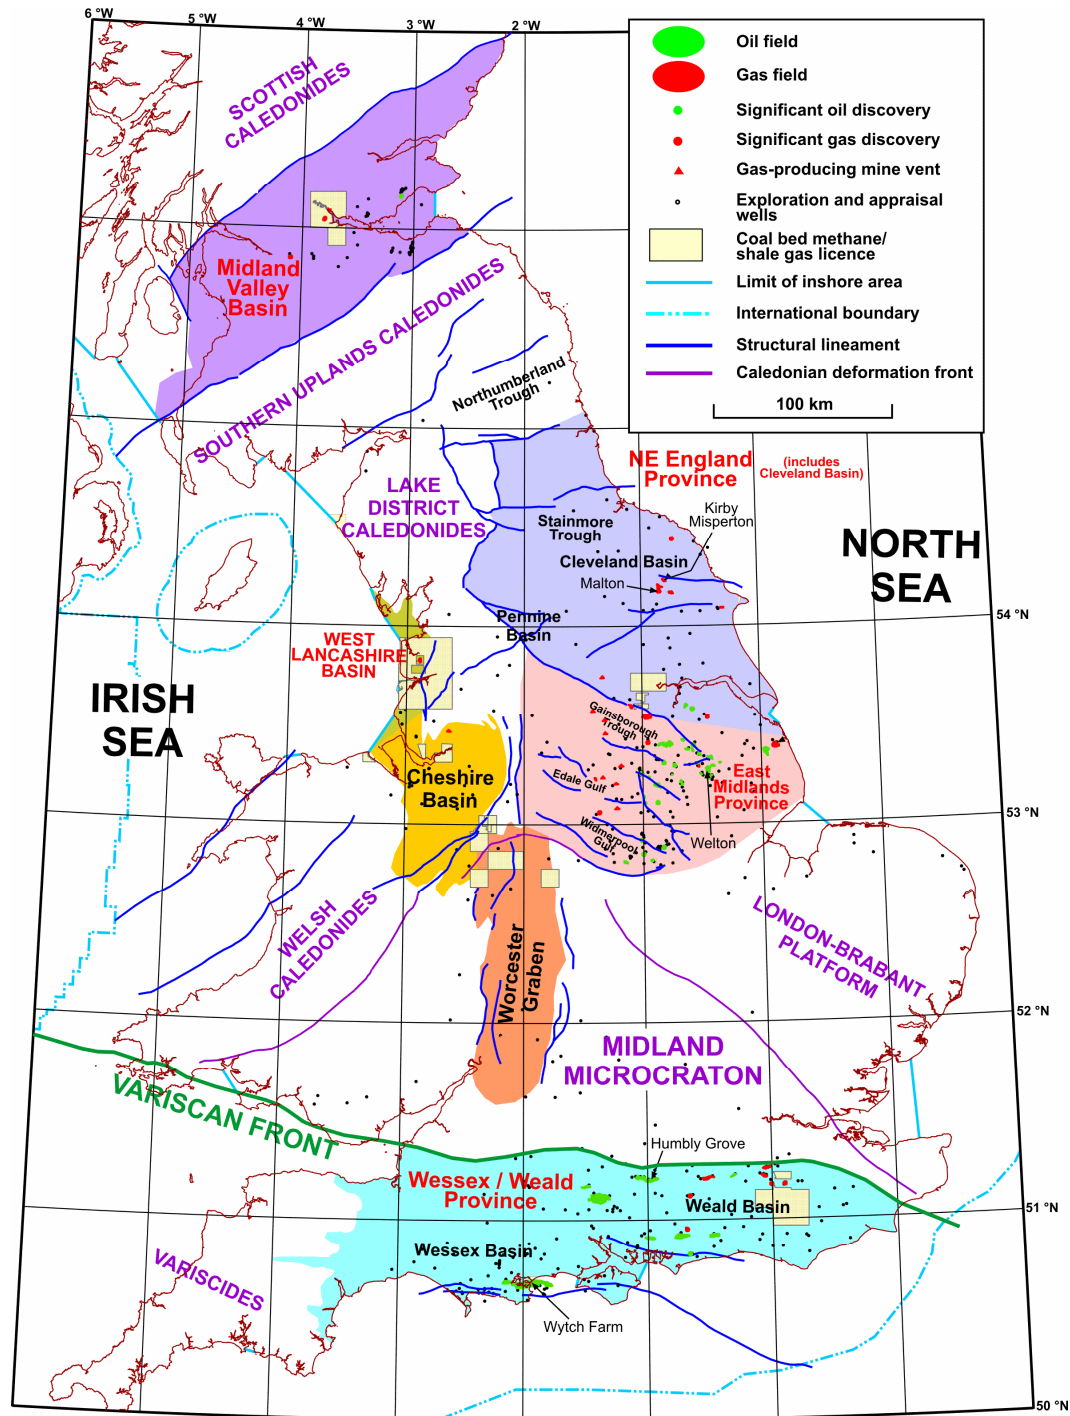 6 °W
5 °W
4 °W
3 °W
2 °W
Oil field
Gas field
Significant oil discovery
Significant gas discovery
Gas-producing mine vent
Exploration and appraisal
wells
Coal bed methane/
shale gas licence
Limit of inshore area
International boundary
Structural lineament
Caledonian deformation front
100 km
SCOTTISH
CALEDONIDES
Midland
Valley
Basin
SOUTHERN UPLANDS CALEDONIDES
Northumberland
Trough
NE England
Province
(includes
Cleveland Basin)
LAKE
DISTRICT
CALEDONIDES
Kirby
Misperton
Stainmore
Trough
Cleveland Basin
Malton
NORTH
SEA
54 °N
Pennine
Basin
WEST
LANCASHIRE
BASIN
IRISH
SEA
Gainsborough
Trough
Cheshire
Basin
Edale Gulf
East
Midlands
Province
53 °N
Widmerpool
Gulf
Welton
WELSH
CALEDONIDES
LONDON-BRABANT
PLATFORM
Worcester
Graben
52 °N
MIDLAND
MICROCRATON
VARISCAN FRONT
Humbly Grove
Wessex / Weald
Province
Weald Basin
51 °N
Wessex Basin
VARISCIDES
Wytch Farm
50 °N